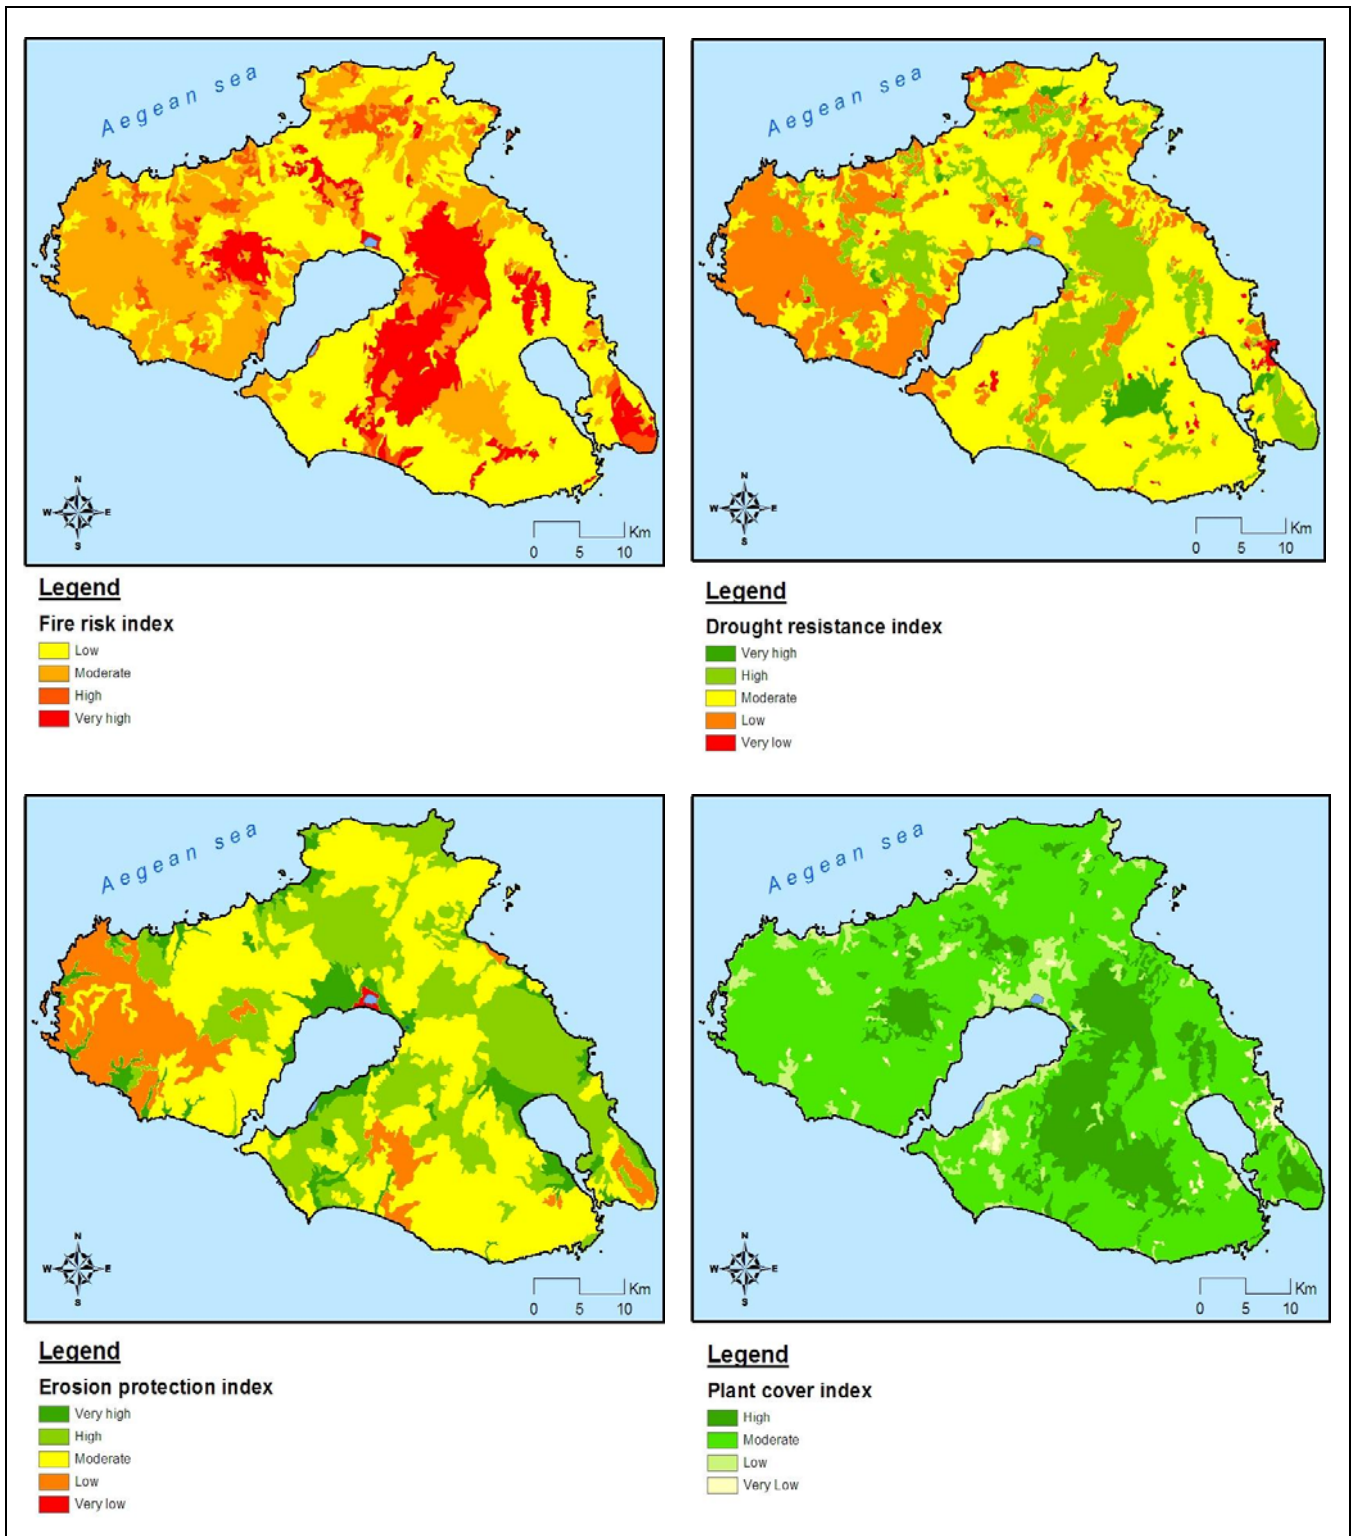 Aegean sea
N
W E
S
Km
0 5 10
Legend
Fire risk index
Low
Moderate
High
Very high
Aegean sea
N
W E
S
Km
0 5 10
Legend
Drought resistance index
Very high
High
Moderate
Low
Very low
Aegean sea
N
W E
S
Km
0 5 10
Legend
Erosion protection index
Very high
High
Moderate
Low
Very low
Aegean sea
N
W E
S
Km
0 5 10
Legend
Plant cover index
High
Moderate
Low
Very Low